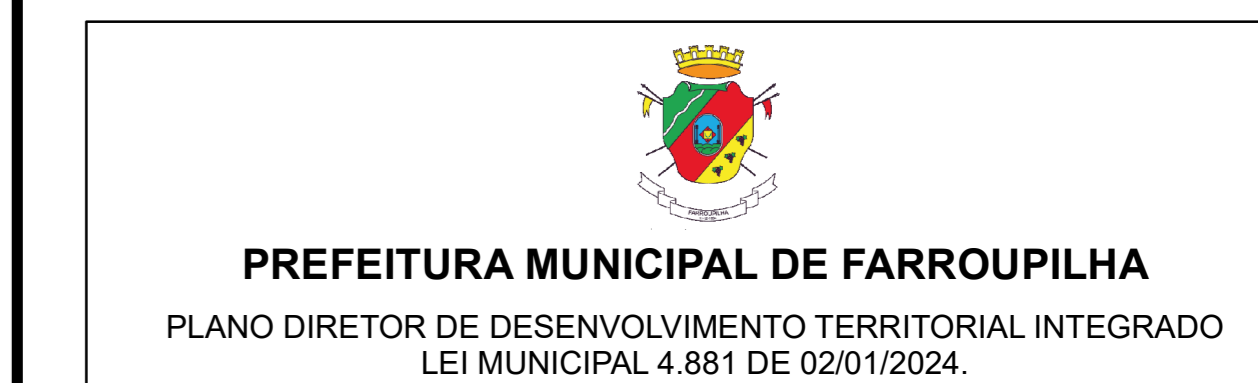 FARROUPILHA
PREFEITURA MUNICIPAL DE FARROUPILHA
PLANO DIRETOR DE DESENVOLVIMENTO TERRITORIAL INTEGRADO
LEI MUNICIPAL 4.881 DE 02/01/2024.